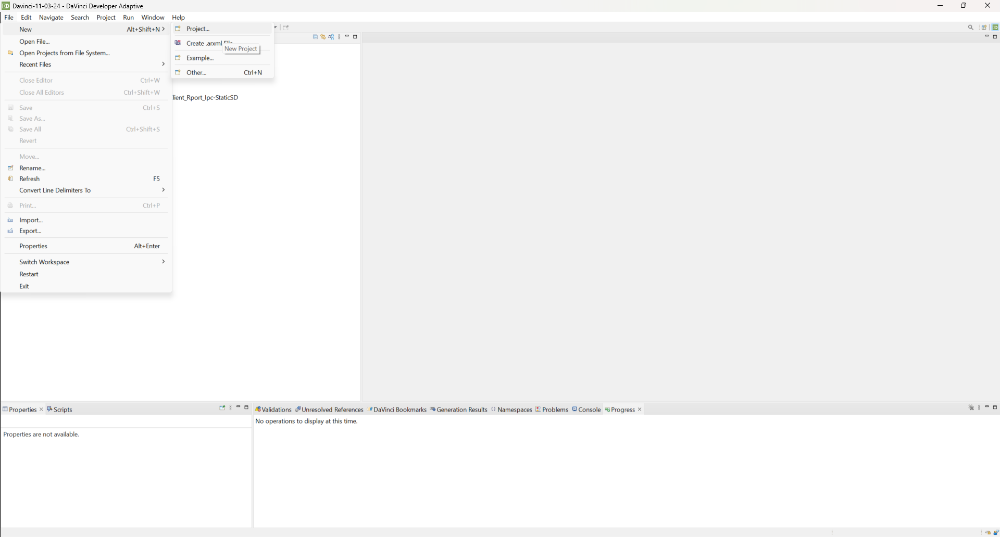 Davinci-11-03-24 - DaVinci Developer Adaptive
File Edit Navigate Search Project Run Window Help
New Alt+Shift+N
Open File...
Open Projects from File System...
Recent Files
Close Editor Ctrl+W
Close All Editors Ctrl+Shift+W
Save Ctrl+S
Save As...
Save All Ctrl+Shift+S
Revert
Move...
Rename...
Refresh F5
Convert Line Delimiters To
Print... Ctrl+P
Import...
Export...
Properties Alt+Enter
Switch Workspace
Restart
Exit
Project...
Create .arxml File
New Project
Example...
Other... Ctrl+N
lient_Rport_Ipc-StaticSD
Properties Scripts
Properties are not available.
Validations Unresolved References DaVinci Bookmarks Generation Results Namespaces Problems Console Progress
No operations to display at this time.